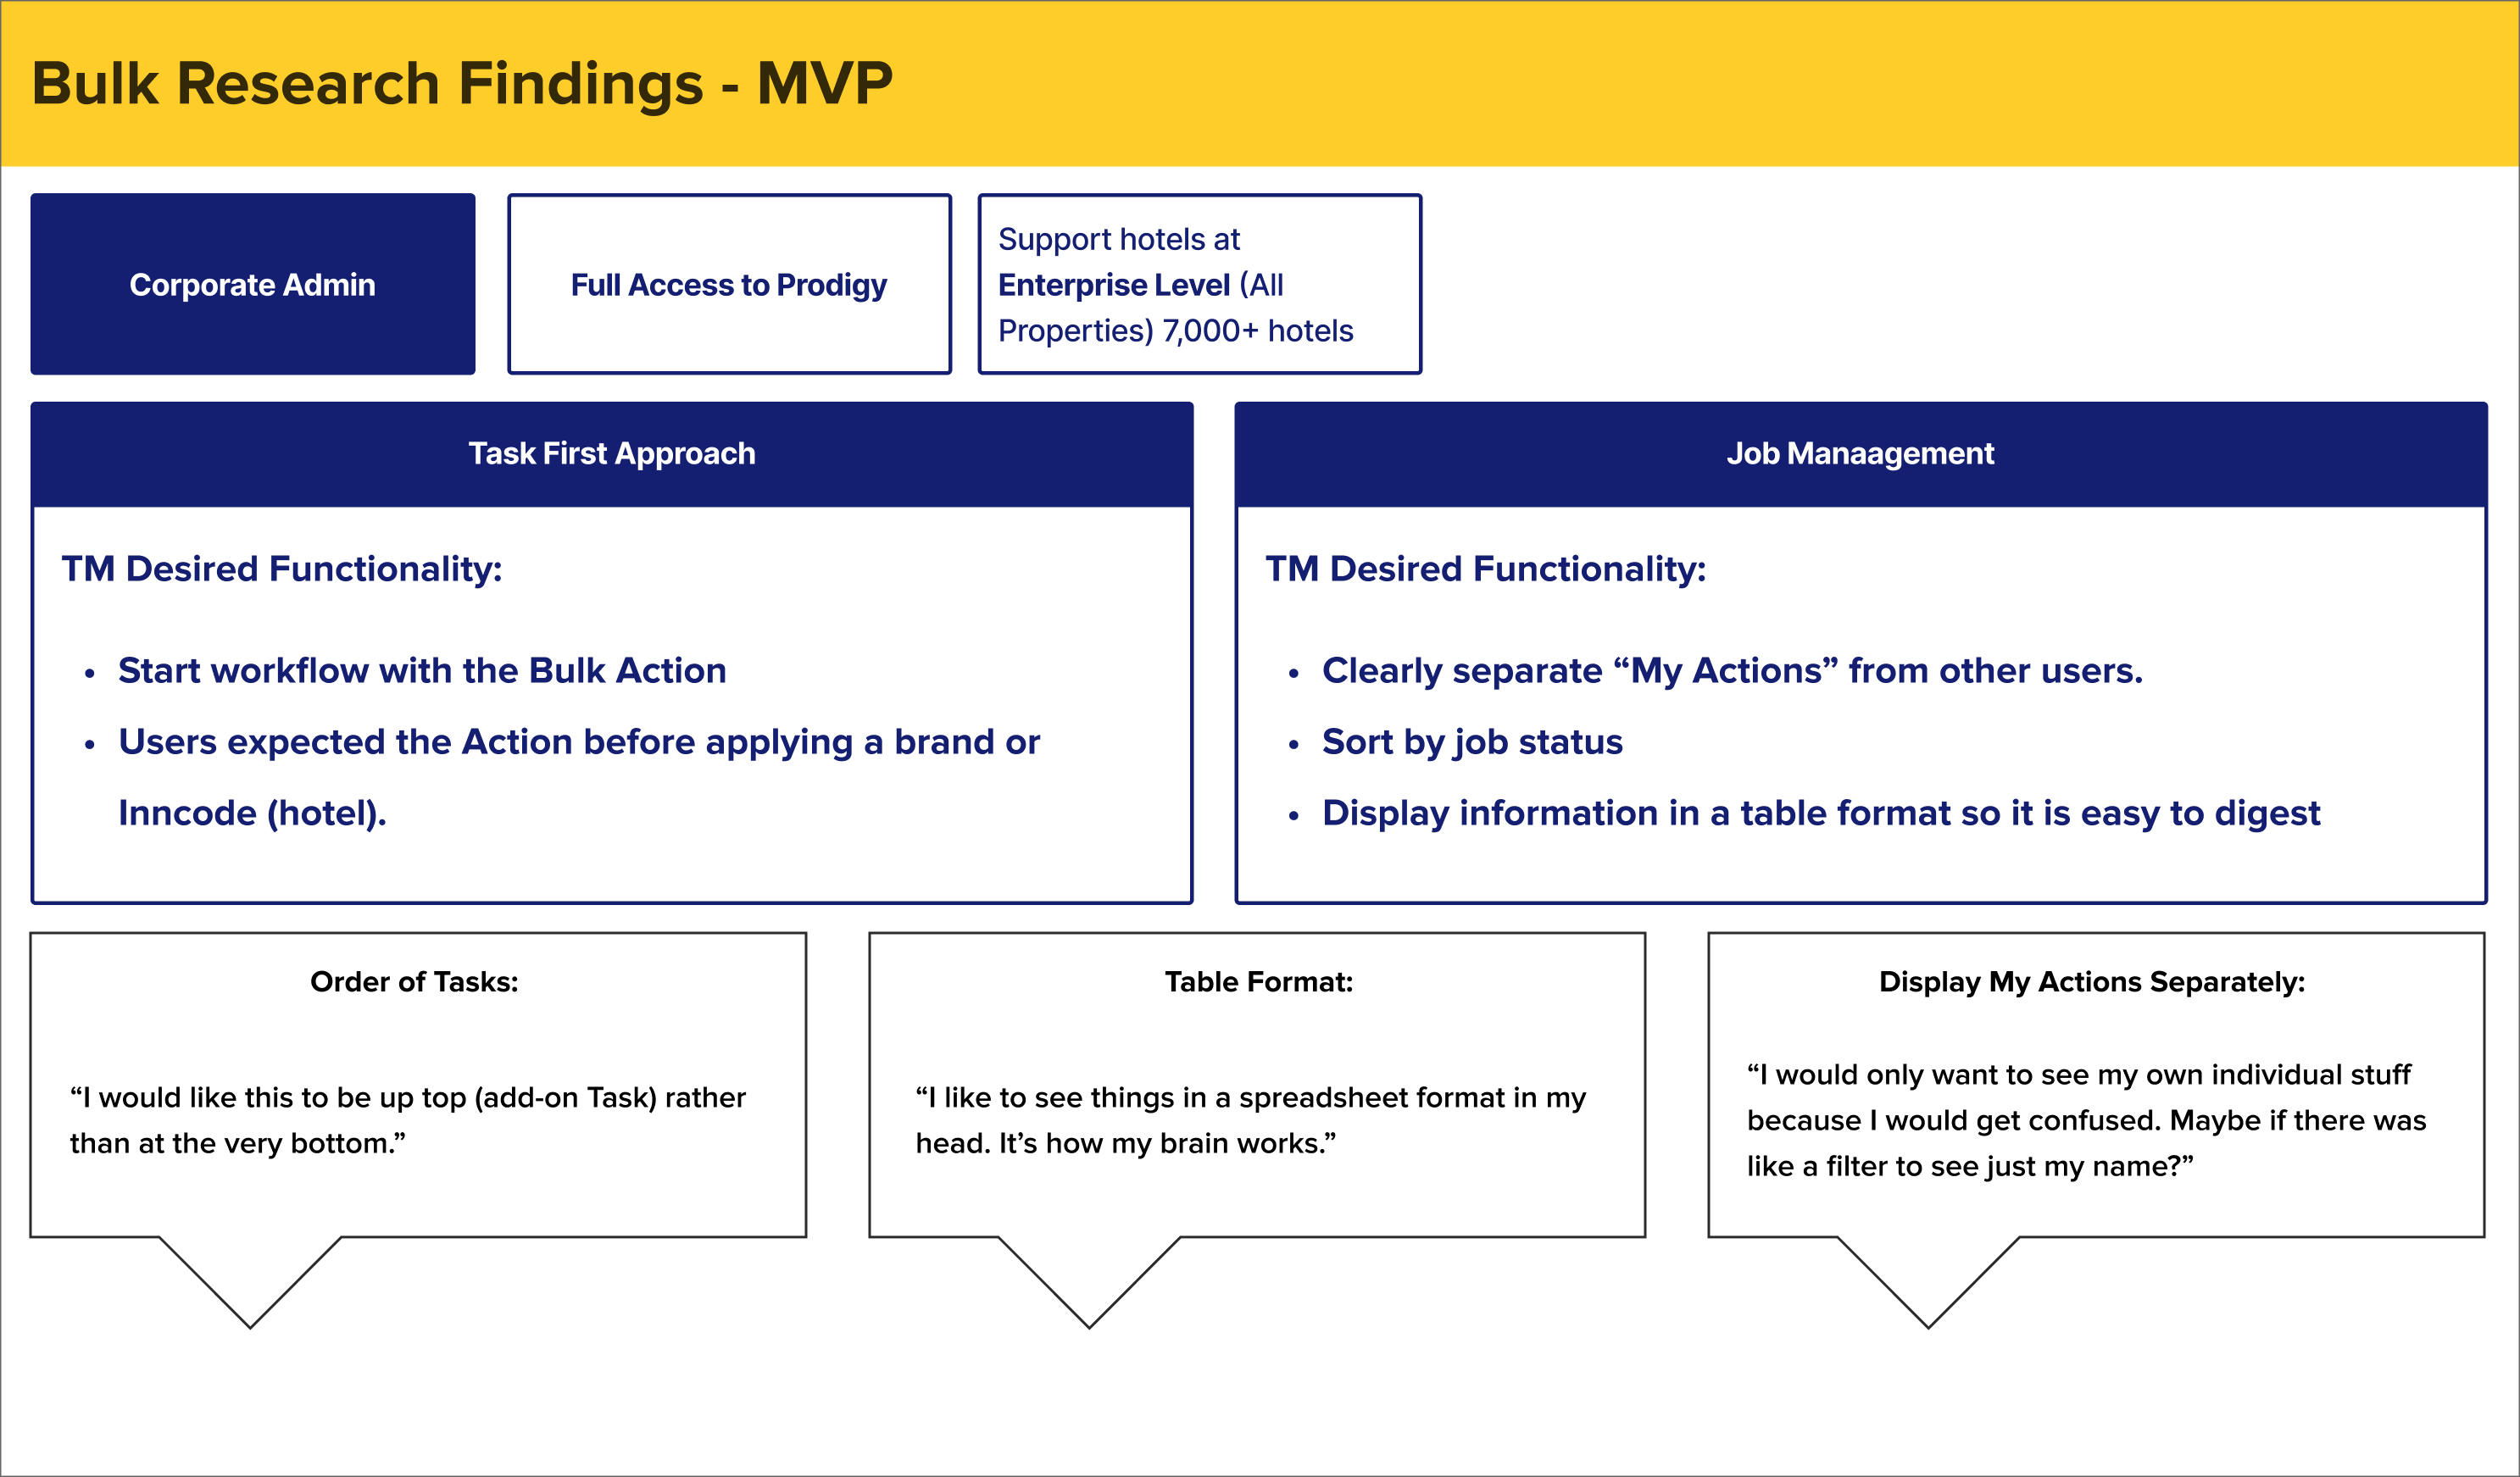 Bulk Research Findings - MVP
Corporate Admin
Full Access to Prodigy
Support hotels at
Enterprise Level (All
Properties) 7,000+ hotels
Task First Approach
TM Desired Functionality:
• Start workflow with the Bulk Action
• Users expected the Action before applying a brand or
Inncode (hotel).
Job Manaagement
TM Desired Functionality:
• Clearly separate “My Actions” from other users.
• Sort by job status
• Display information in a table format so it is easy to digest
Order of Tasks:
“I would like this to be up top (add-on Task) rather
than at the very bottom.”
Table Format:
“I like to see things in a spreadsheet format in my
head. It’s how my brain works.”
Display My Actions Separately:
“I would only want to see my own individual stuff
because I would get confused. Maybe if there was
like a filter to see just my name?”